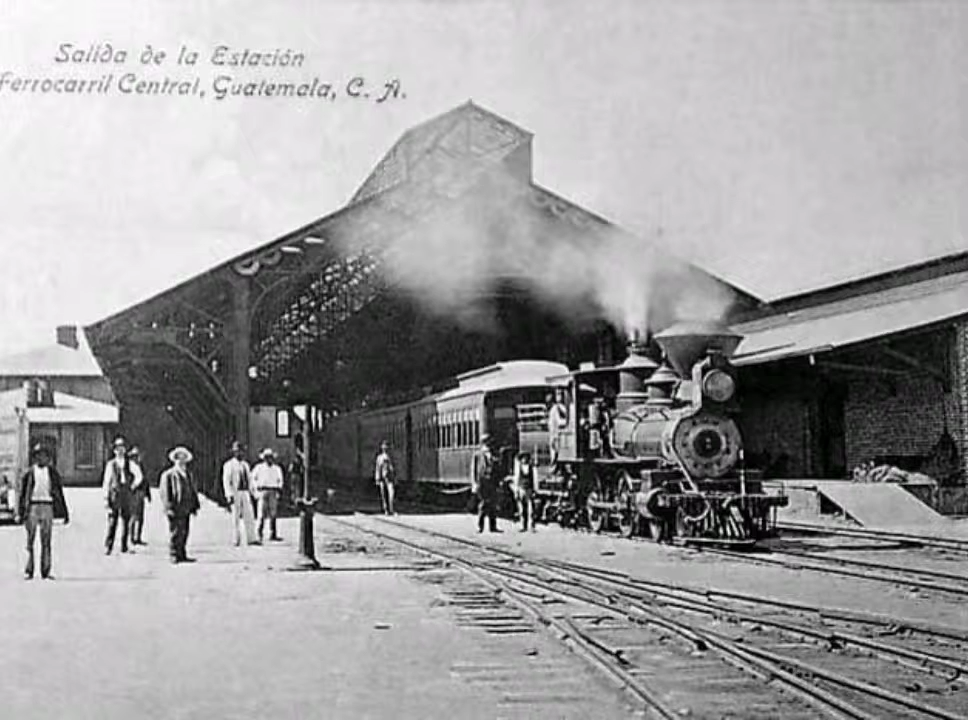 Salida de la Estación
Ferrocarril Central, Guatemala, C. A.